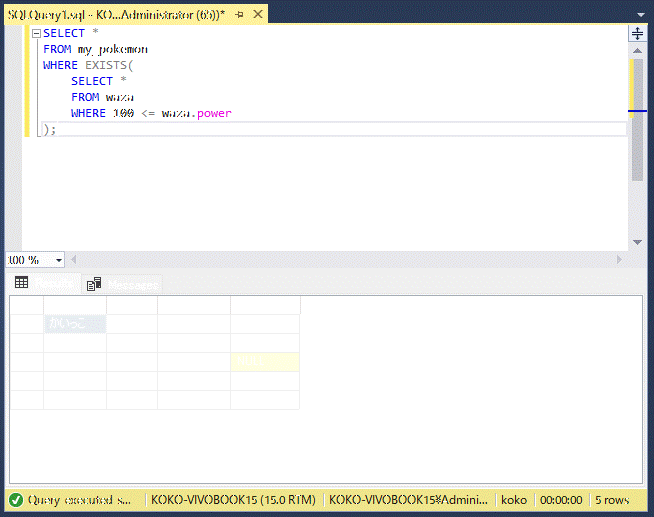 SQLQuery1.sql - KO...Administrator (65))*
SELECT *
FROM my_pokemon
WHERE EXISTS(
SELECT *
FROM waza
WHERE 100 <= waza.power
);
100 %
Results Messages
かいっこ
Query executed s... KOKO-VIVOBOOK15 (15.0 RTM) KOKO-VIVOBOOK15¥Admini... koko 00:00:00 5 rows